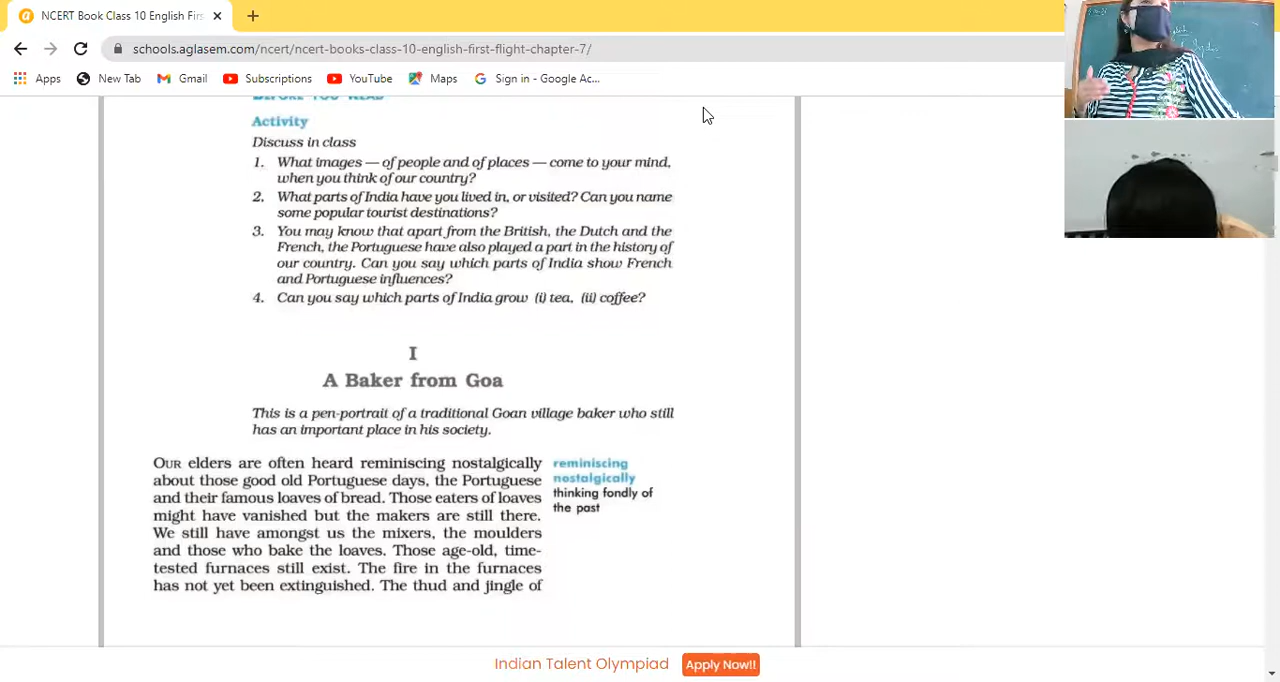 NCERT Book Class 10 English Firs
schools.aglasem.com/ncert/ncert-books-class-10-english-first-flight-chapter-7/
Apps New Tab Gmail Subscriptions YouTube Maps Sign in - Google Ac...
BEFORE YOU READ
Activity
Discuss in class
1. What images — of people and of places — come to your mind,
when you think of our country?
2. What parts of India have you lived in, or visited? Can you name
some popular tourist destinations?
3. You may know that apart from the British, the Dutch and the
French, the Portuguese have also played a part in the history of
our country. Can you say which parts of India show French
and Portuguese influences?
4. Can you say which parts of India grow (i) tea, (ii) coffee?
I
A Baker from Goa
This is a pen-portrait of a traditional Goan village baker who still
has an important place in his society.
OUR elders are often heard reminiscing nostalgically
about those good old Portuguese days, the Portuguese
and their famous loaves of bread. Those eaters of loaves
might have vanished but the makers are still there.
We still have amongst us the mixers, the moulders
and those who bake the loaves. Those age-old, time-
tested furnaces still exist. The fire in the furnaces
has not yet been extinguished. The thud and jingle of
reminiscing
nostalgically
thinking fondly of
the past
Indian Talent Olympiad Apply Now!!